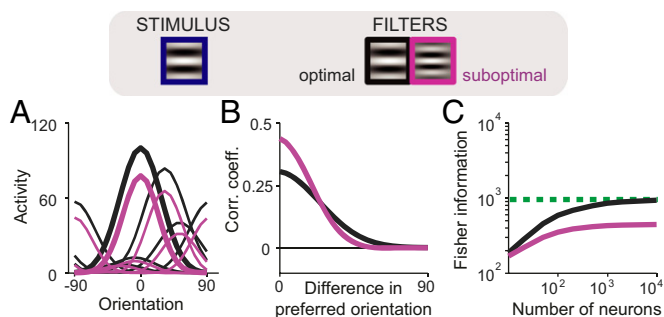 STIMULUS
FILTERS
optimal
suboptimal
A
120
60
0
-90
0
90
Activity
Orientation
B
0.5
0.25
0
0
90
Corr. coeff.
Difference in
preferred orientation
C
10^4
10^3
10^2
10^2
10^3
10^4
Fisher information
Number of neurons